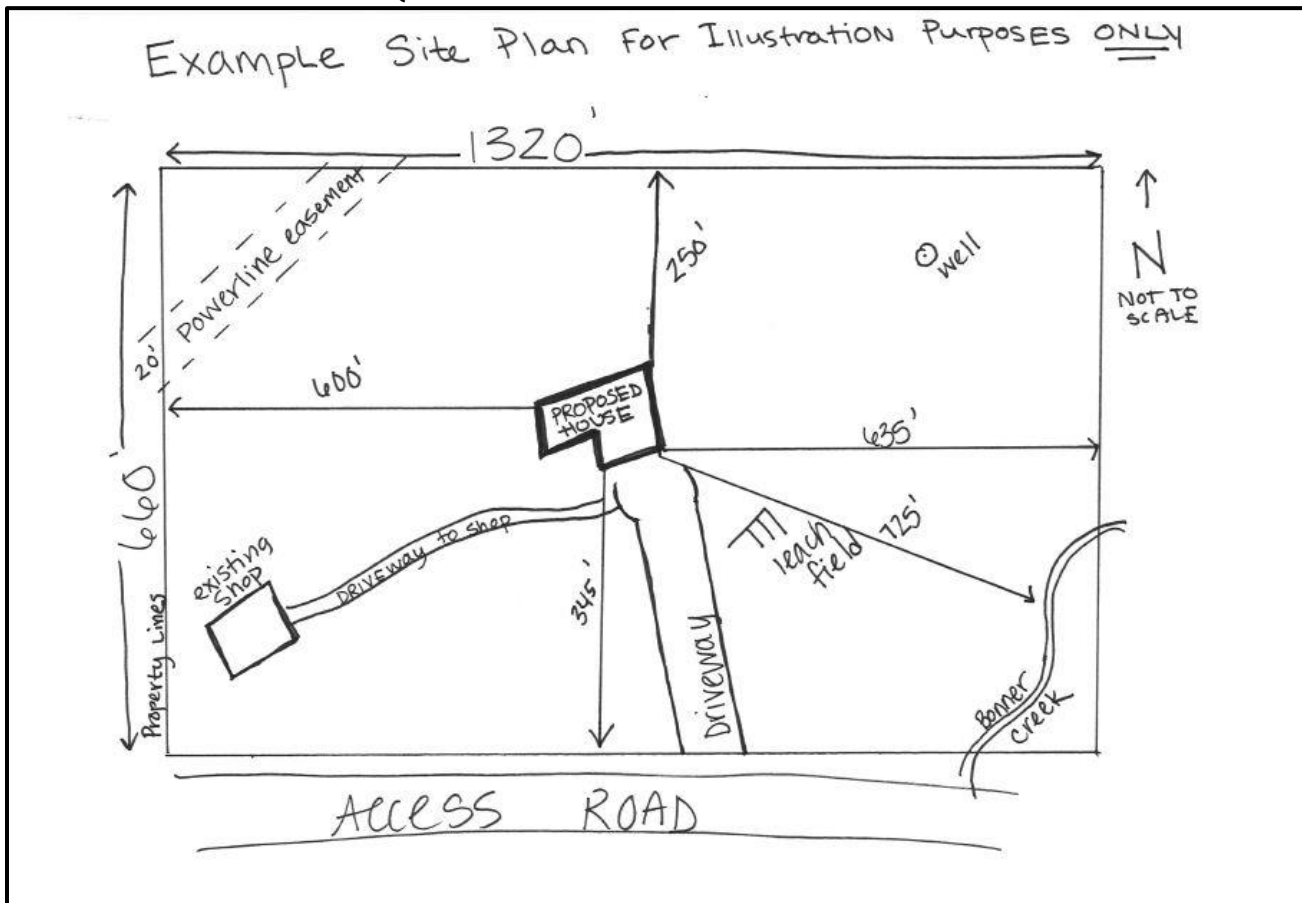 Example Site Plan For Illustration Purposes ONLY
1320'
Powerline easement
20'
250'
well
N
NOT TO
SCALE
660'
600'
PROPOSED
HOUSE
635'
existing
shop
DRIVEWAY to shop
345'
leach
field
725'
Driveway
Property Lines
Bonner
Creek
ACCESS ROAD